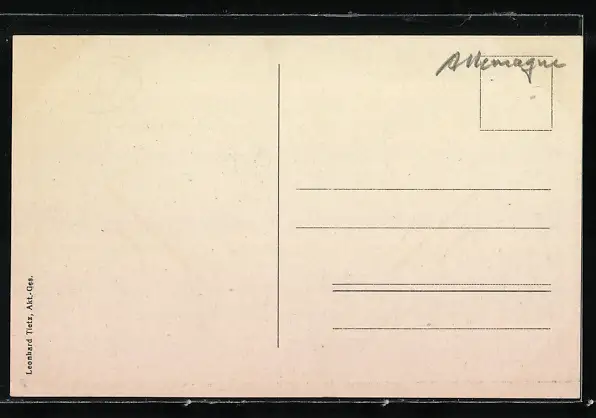 Allemagne
Leonhard Tietz, Akt.-Ges.